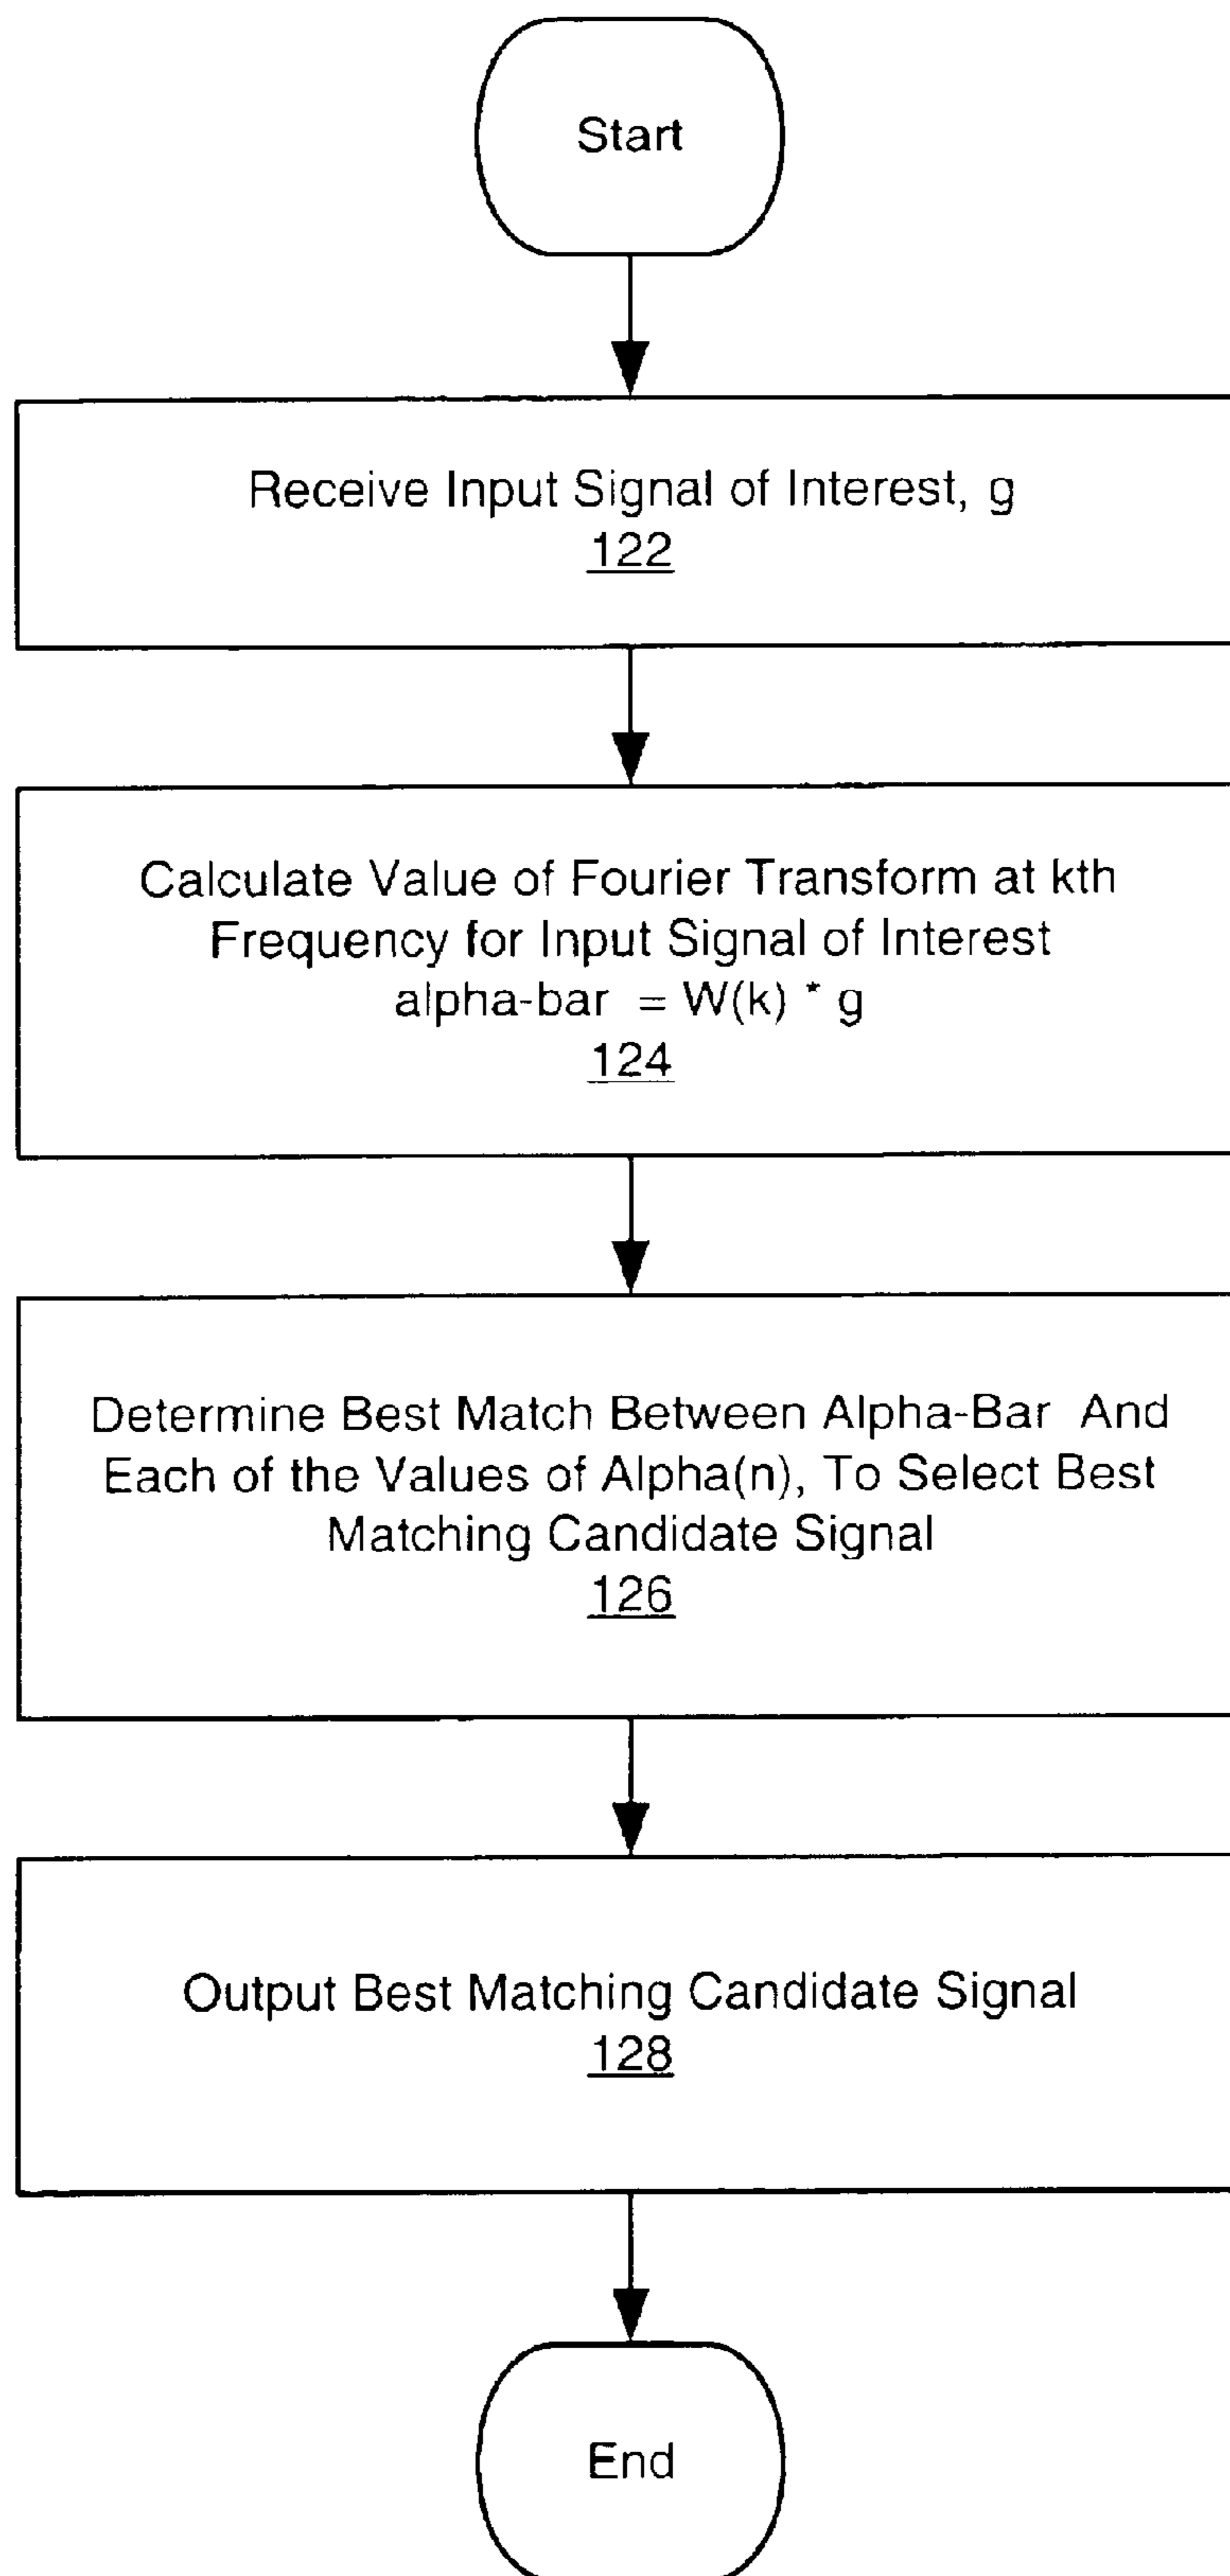 Start
Receive Input Signal of Interest, g
122
Calculate Value of Fourier Transform at kth
Frequency for Input Signal of Interest
alpha-bar = W(k) * g
124
Determine Best Match Between Alpha-Bar And
Each of the Values of Alpha(n), To Select Best
Matching Candidate Signal
126
Output Best Matching Candidate Signal
128
End